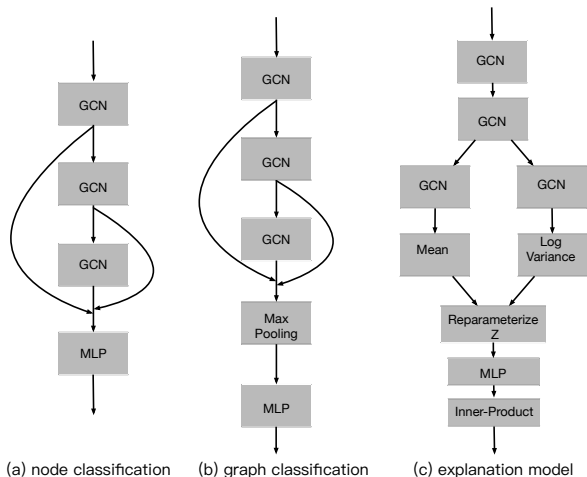 GCN
GCN
GCN
MLP
(a) node classification
GCN
GCN
GCN
Max
Pooling
MLP
(b) graph classification
GCN
GCN
GCN
GCN
Mean
Log
Variance
Reparameterize
Z
MLP
Inner-Product
(c) explanation model